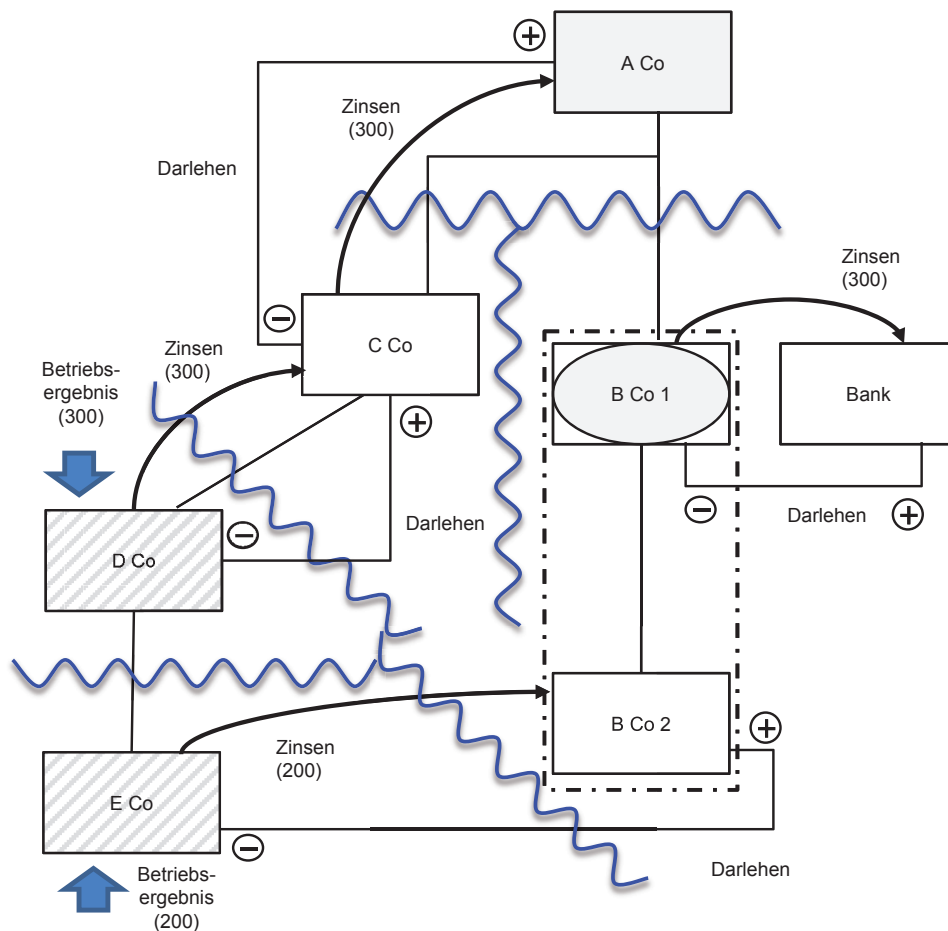 +
A Co
Zinsen
(300)
Darlehen
Zinsen
(300)
−
C Co
Zinsen
(300)
Betriebs-
ergebnis
(300)
B Co 1
Bank
+
−
Darlehen
+
Darlehen
−
D Co
B Co 2
+
Zinsen
(200)
E Co
−
Darlehen
Betriebs-
ergebnis
(200)